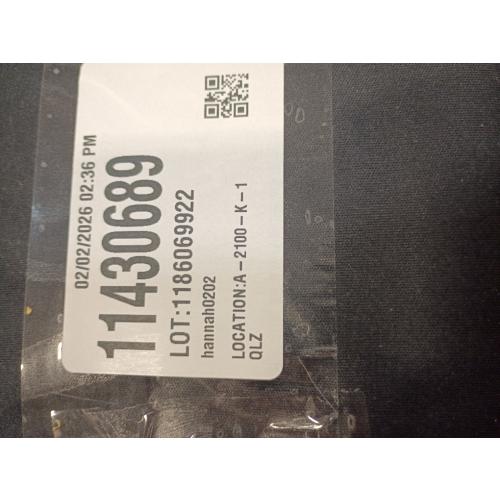 02/02/2026 02:36 PM
11430689
LOT:1186069922
hannah0202
LOCATION:A-2100-K-1
QLZ